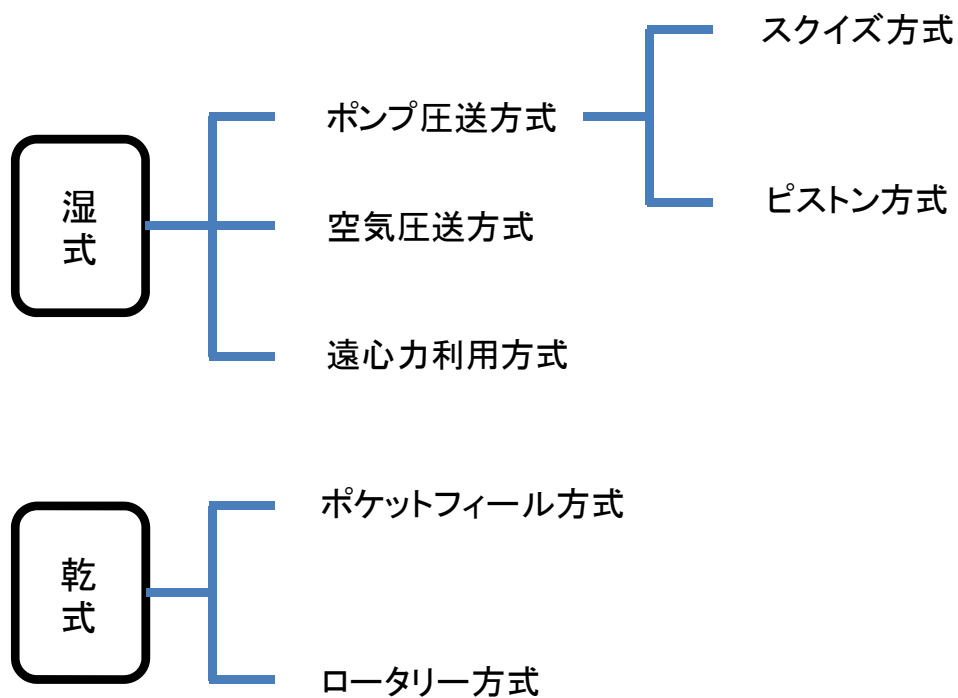 湿式
ポンプ圧送方式
スクイズ方式
ピストン方式
空気圧送方式
遠心力利用方式
乾式
ポケットフィール方式
ロータリー方式